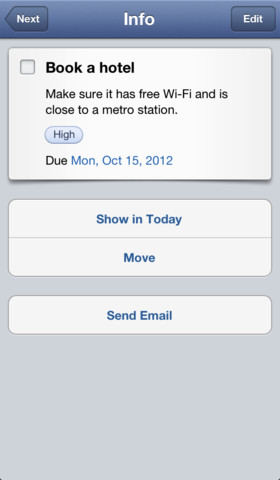 Next
Info
Edit
Book a hotel
Make sure it has free Wi-Fi and is
close to a metro station.
High
Due Mon, Oct 15, 2012
Show in Today
Move
Send Email